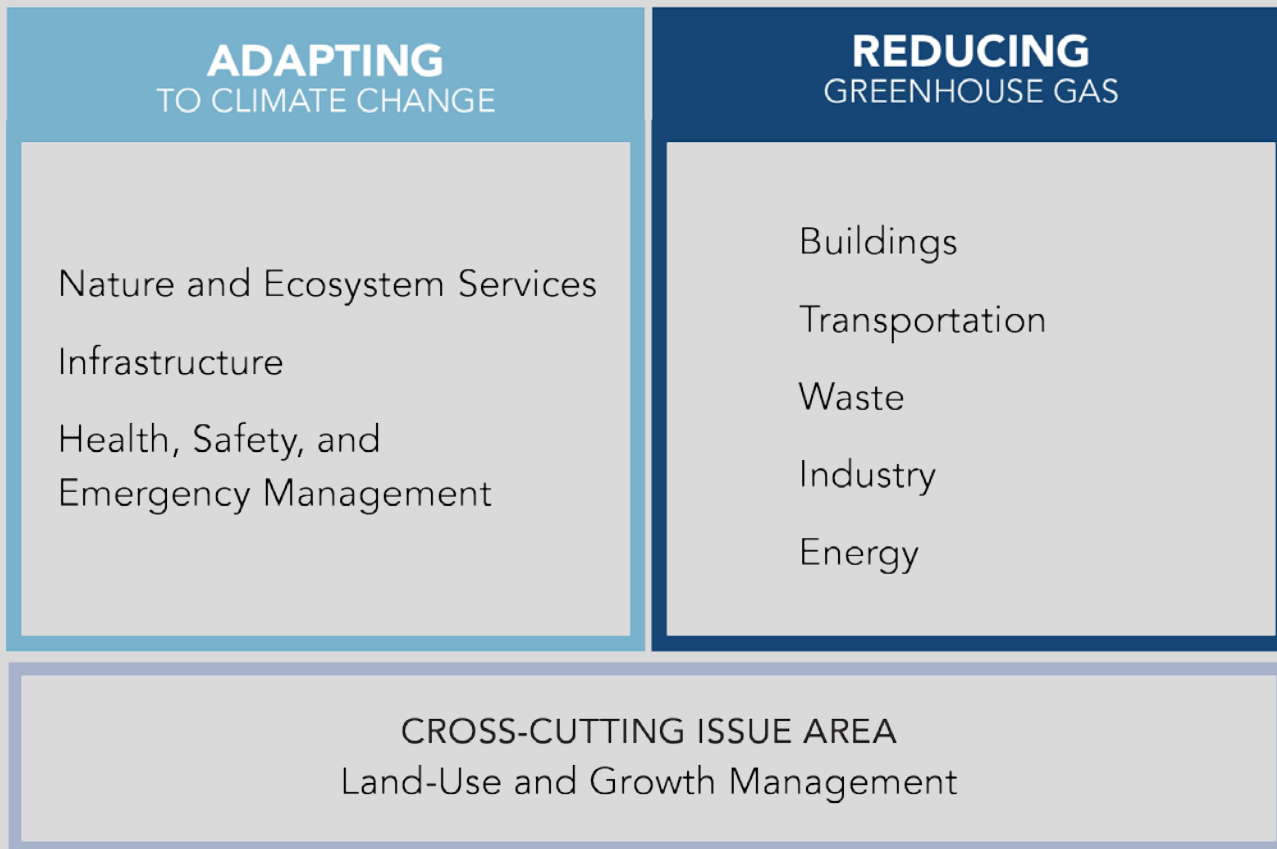 ADAPTING
TO CLIMATE CHANGE
Nature and Ecosystem Services
Infrastructure
Health, Safety, and
Emergency Management
REDUCING
GREENHOUSE GAS
Buildings
Transportation
Waste
Industry
Energy
CROSS-CUTTING ISSUE AREA
Land-Use and Growth Management